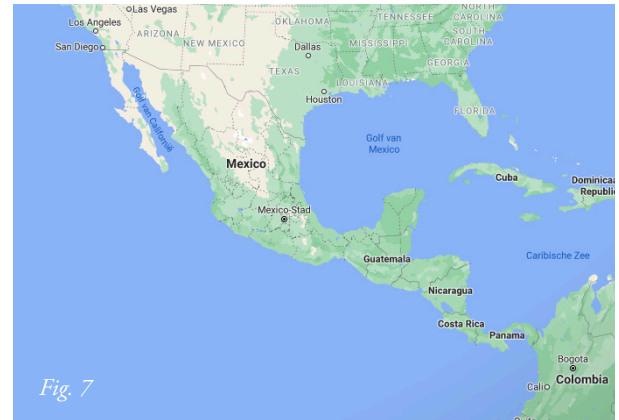 Las Vegas
NORTH
CAROLINA
Los Angeles
OKLAHOMA
TENNESSEE
ARIZONA
NEW MEXICO
SOUTH
CAROLINA
San Diego
Dallas
MISSISSIPPI
GEORGIA
TEXAS
LOUISIANA
Houston
FLORIDA
Golf van Californië
Golf van
Mexico
Mexico
Cuba
Dominicaa
Republi
Mexico-Stad
Guatemala
Caribische Zee
Nicaragua
Costa Rica
Panama
Bogota
Cali
Colombia
Fig. 7